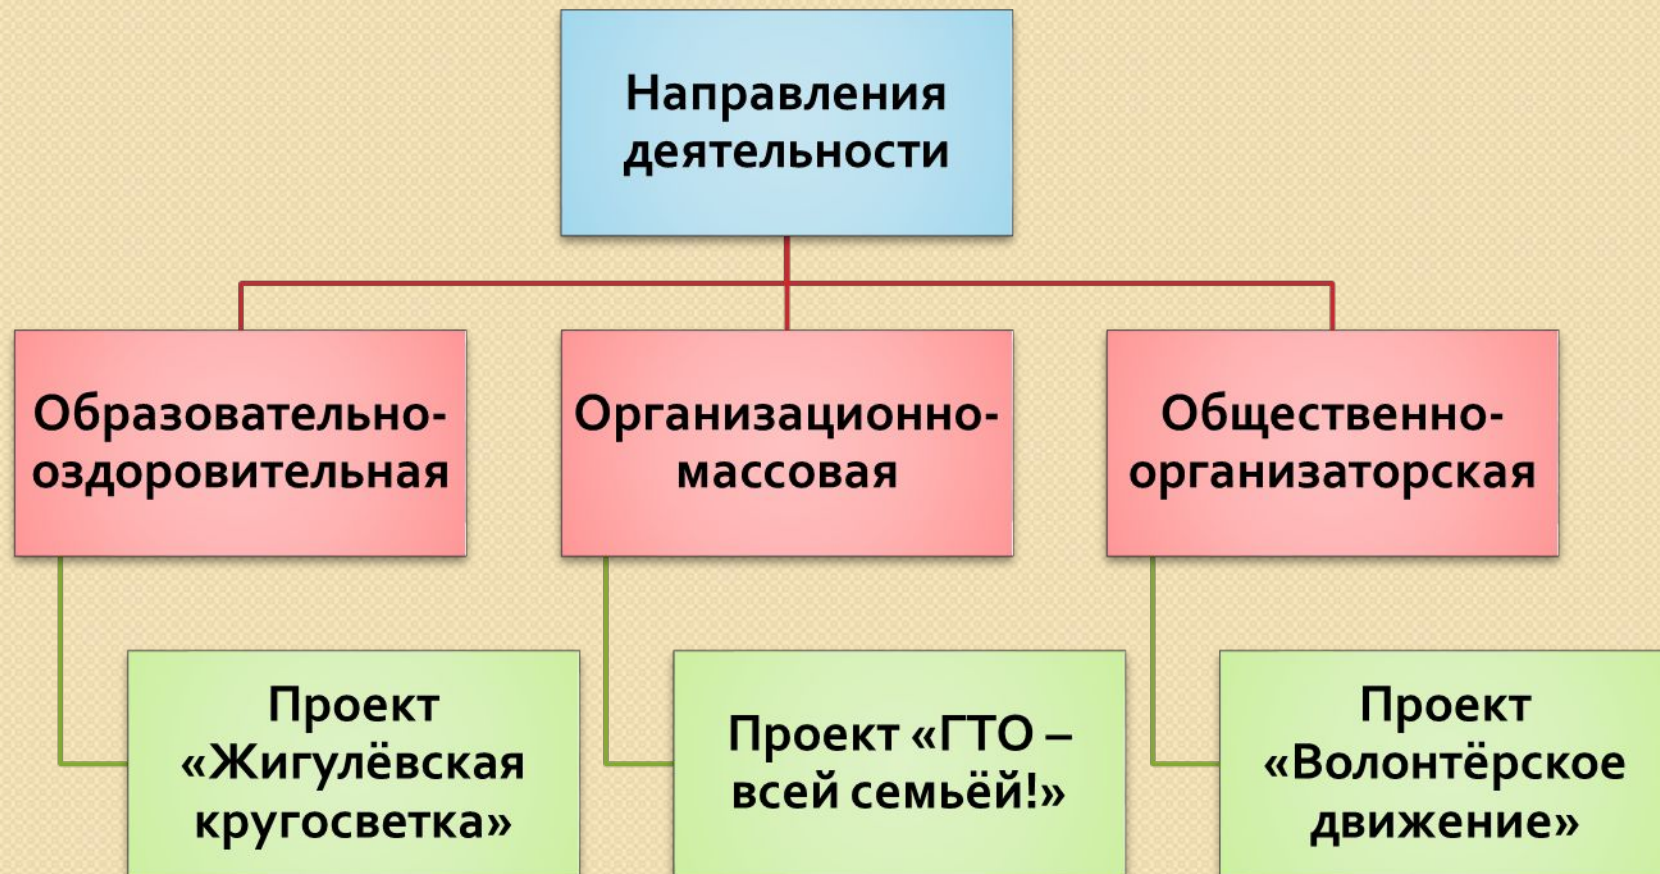 Направления
деятельности
Образовательно-
оздоровительная
Организационно-
массовая
Общественно-
организаторская
Проект
«Жигулёвская
кругосветка»
Проект «ГТО –
всей семьёй!»
Проект
«Волонтёрское
движение»